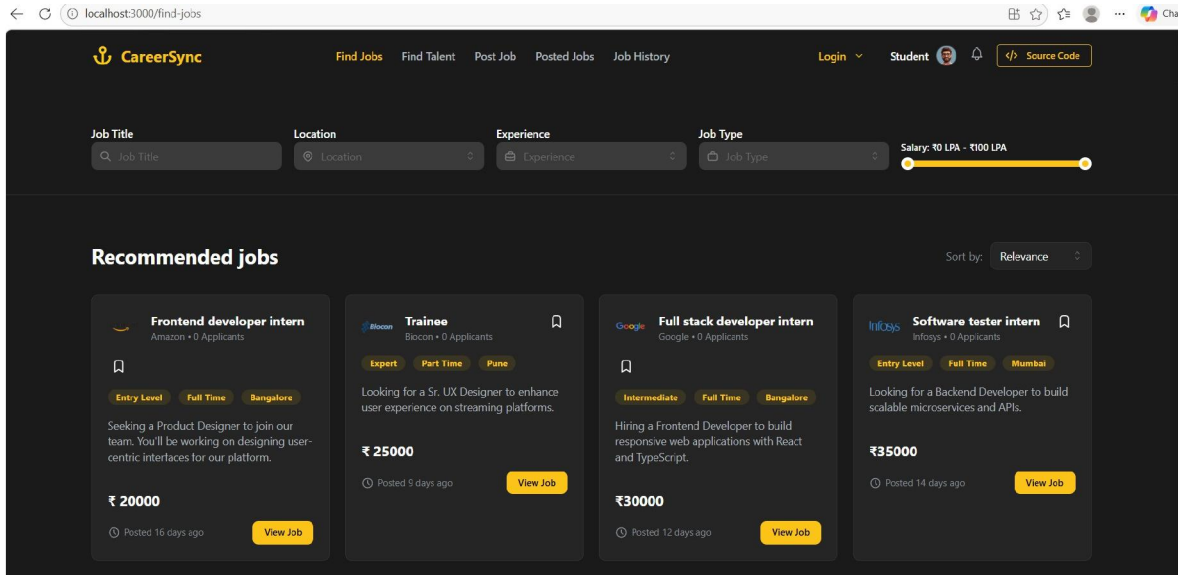 localhost:3000/find-jobs
Cha
CareerSync
Find Jobs Find Talent Post Job Posted Jobs Job History
Login Student </> Source Code
Job Title Location Experience Job Type
Salary: ₹0 LPA - ₹100 LPA
Job Title Location Experience Job Type
Recommended jobs
Sort by: Relevance
Frontend developer intern
Amazon • 0 Applicants
Entry Level Full Time Bangalore
Seeking a Product Designer to join our
team. You'll be working on designing user-
centric interfaces for our platform.
₹ 20000
Posted 16 days ago View Job
Biocon
Trainee
Biocon • 0 Applicants
Expert Part Time Pune
Looking for a Sr. UX Designer to enhance
user experience on streaming platforms.
₹ 25000
Posted 9 days ago View Job
Google
Full stack developer intern
Google • 0 Applicants
Intermediate Full Time Bangalore
Hiring a Frontend Developer to build
responsive web applications with React
and TypeScript.
₹30000
Posted 12 days ago View Job
Infosys
Software tester intern
Infosys • 0 Applicants
Entry Level Full Time Mumbai
Looking for a Backend Developer to build
scalable microservices and APIs.
₹35000
Posted 14 days ago View Job